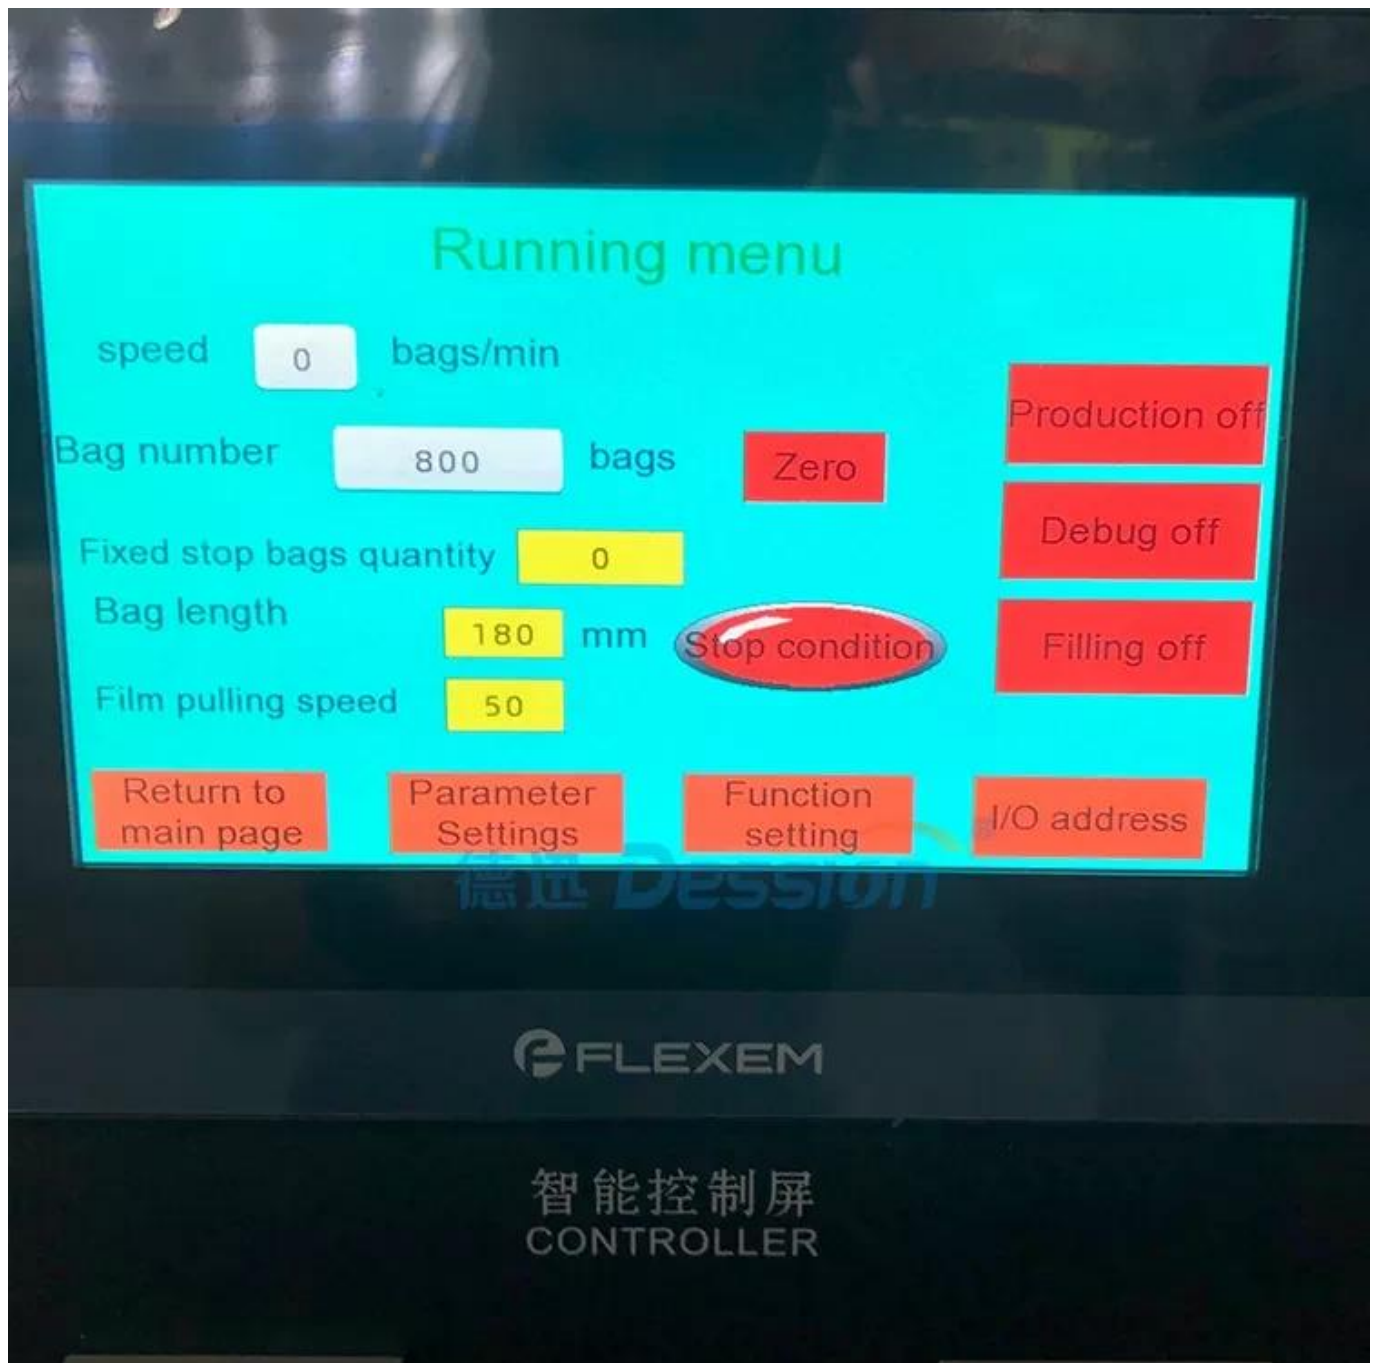 Running menu
speed 0 bags/min
Production off
Bag number 800 bags Zero
Debug off
Fixed stop bags quantity 0
Bag length 180 mm Stop condition Filling off
Film pulling speed 50
Return to
main page
Parameter
Settings
Function
setting
I/O address
德迅 Dession
FLEXEM
智能控制屏
CONTROLLER